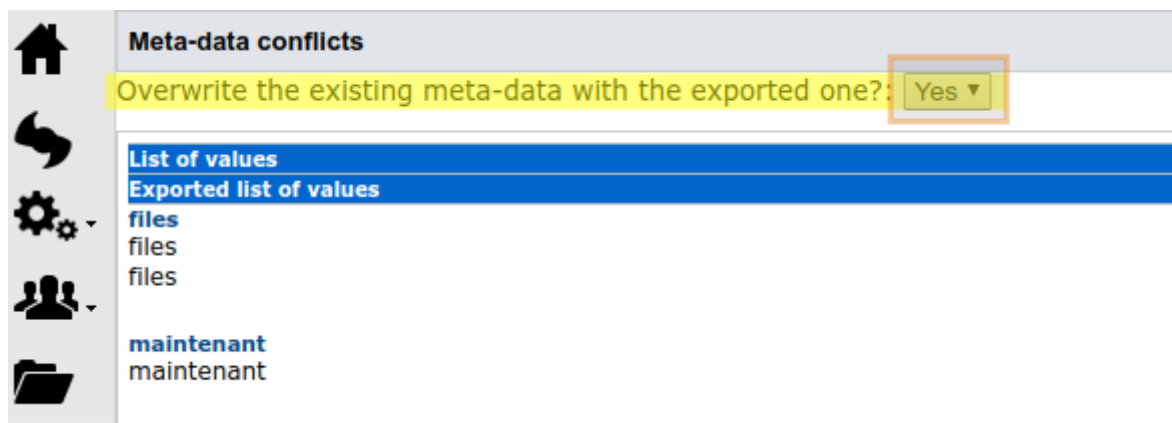 Meta-data conflicts
Overwrite the existing meta-data with the exported one?: Yes
List of values
Exported list of values
files
files
files
maintenant
maintenant